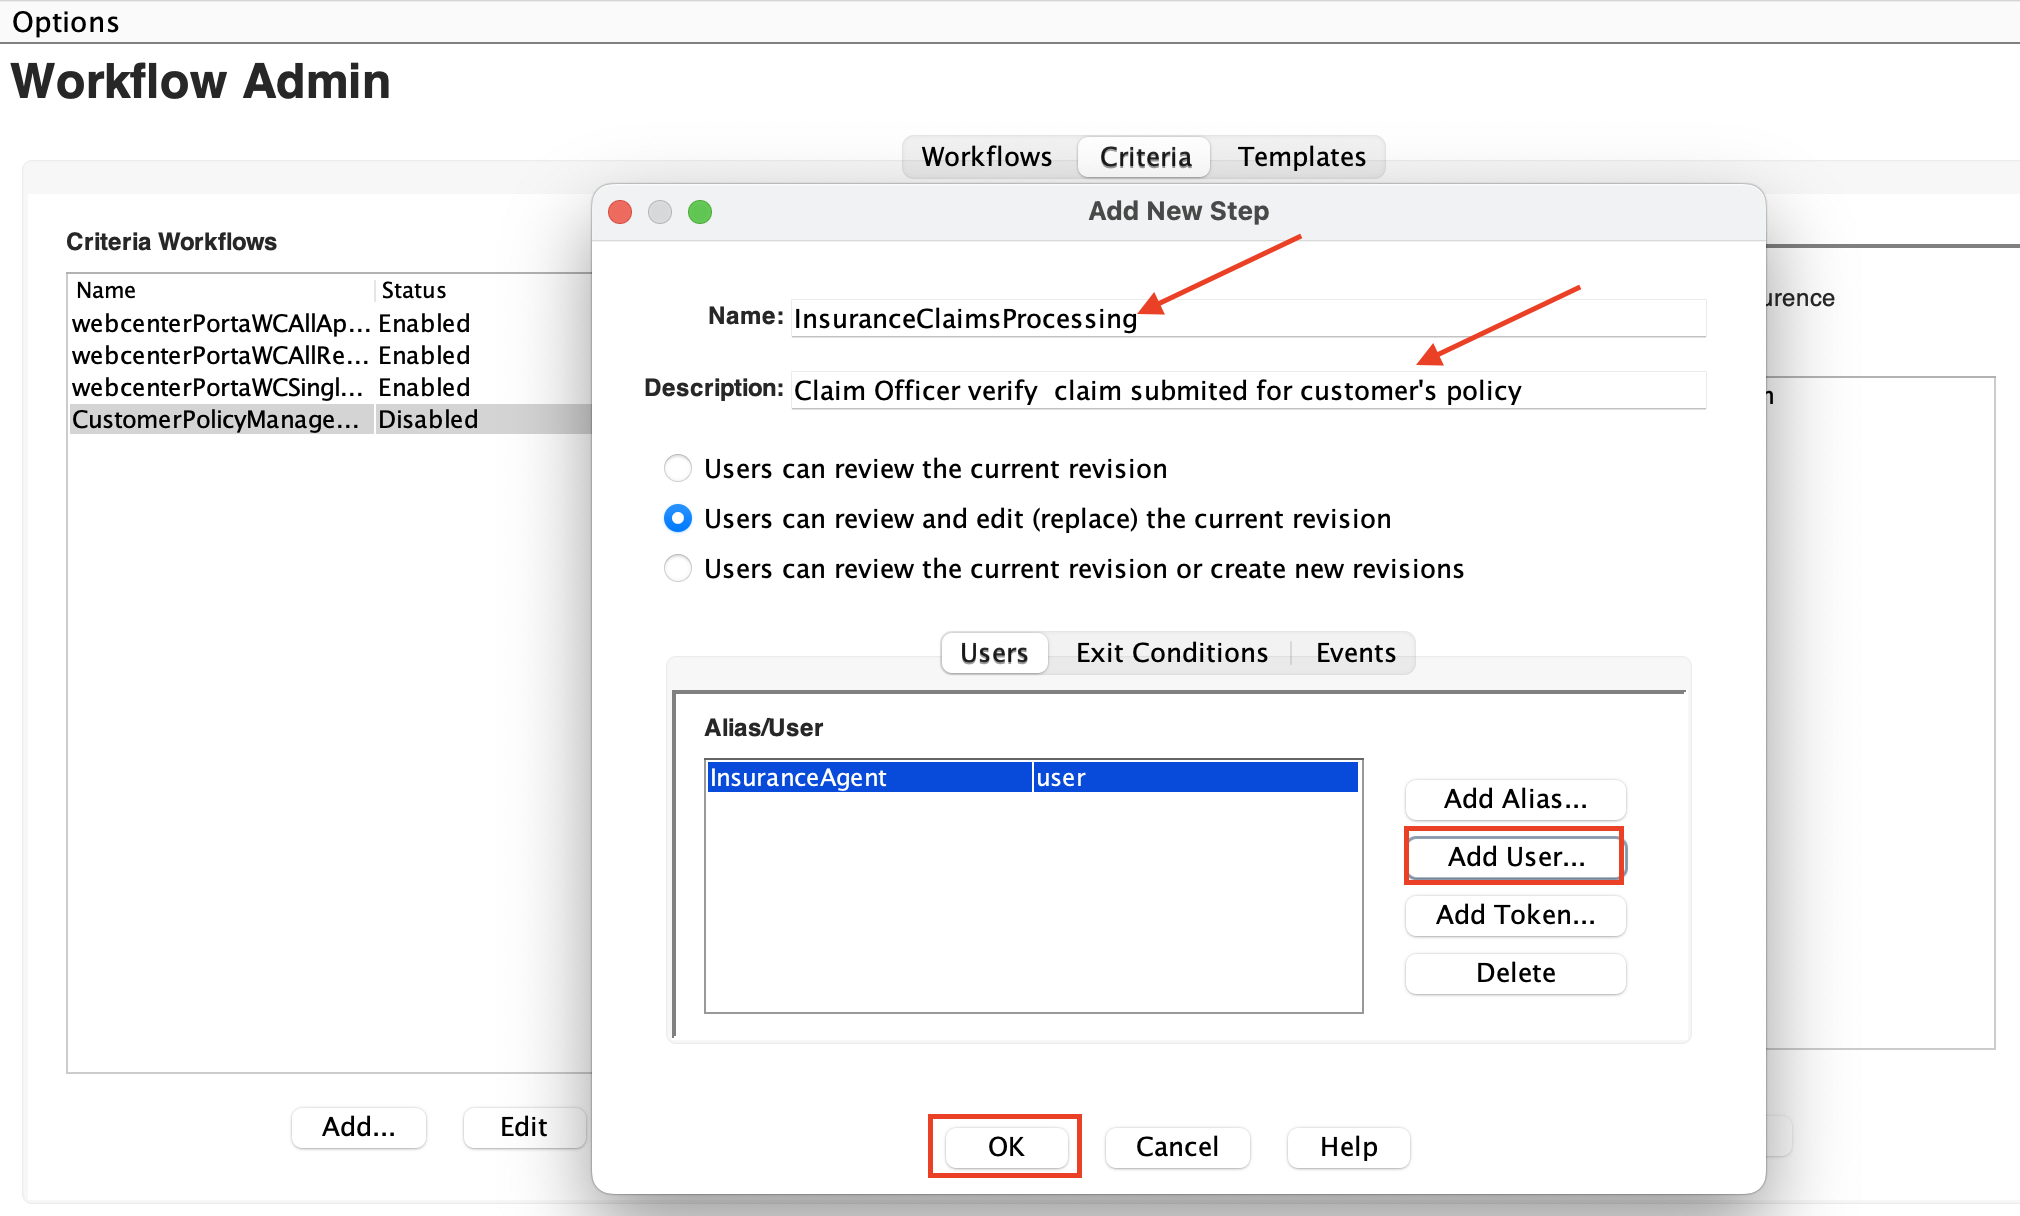 Options
Workflow Admin
Workflows Criteria Templates
Criteria Workflows
Name Status
webcenterPortaWCAllAp... Enabled
webcenterPortaWCAllRe... Enabled
webcenterPortaWCSingl... Enabled
CustomerPolicyManage... Disabled
Add... Edit
Add New Step
Name: InsuranceClaimsProcessing
Description: Claim Officer verify  claim submited for customer's policy
Users can review the current revision
Users can review and edit (replace) the current revision
Users can review the current revision or create new revisions
Users Exit Conditions Events
Alias/User
InsuranceAgent user
Add Alias...
Add User...
Add Token...
Delete
OK Cancel Help
urence